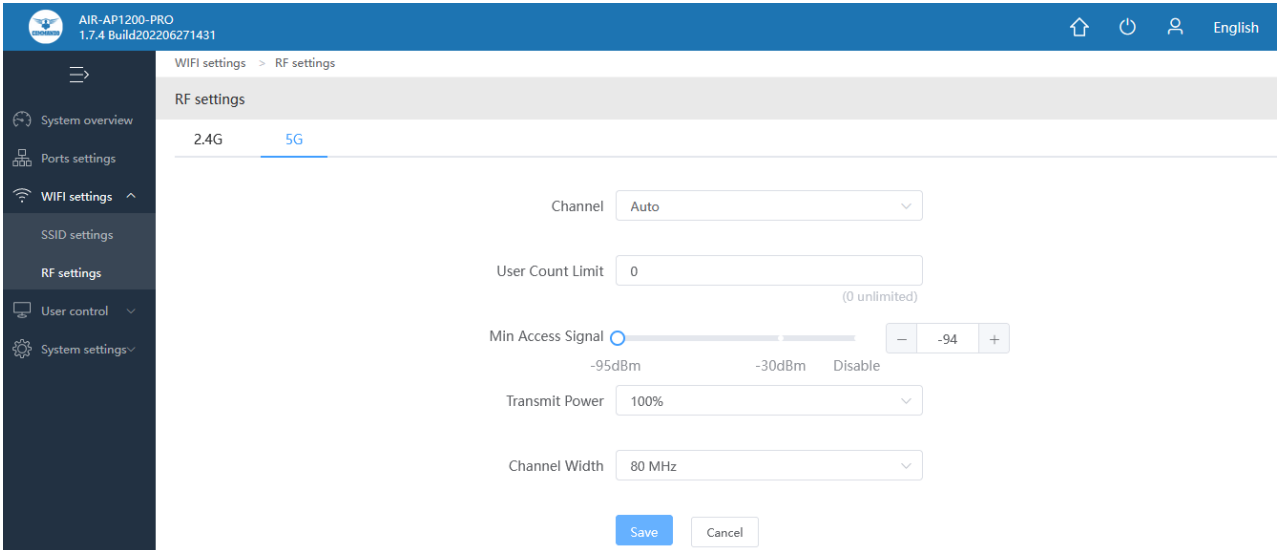 AIR-AP1200-PRO
1.7.4 Build202206271431
English
COMMANDO
WIFI settings > RF settings
RF settings
System overview
Ports settings
WIFI settings
SSID settings
RF settings
User control
System settings
2.4G 5G
Channel Auto
User Count Limit 0
(0 unlimited)
Min Access Signal − -94 +
-95dBm -30dBm Disable
Transmit Power 100%
Channel Width 80 MHz
Save Cancel